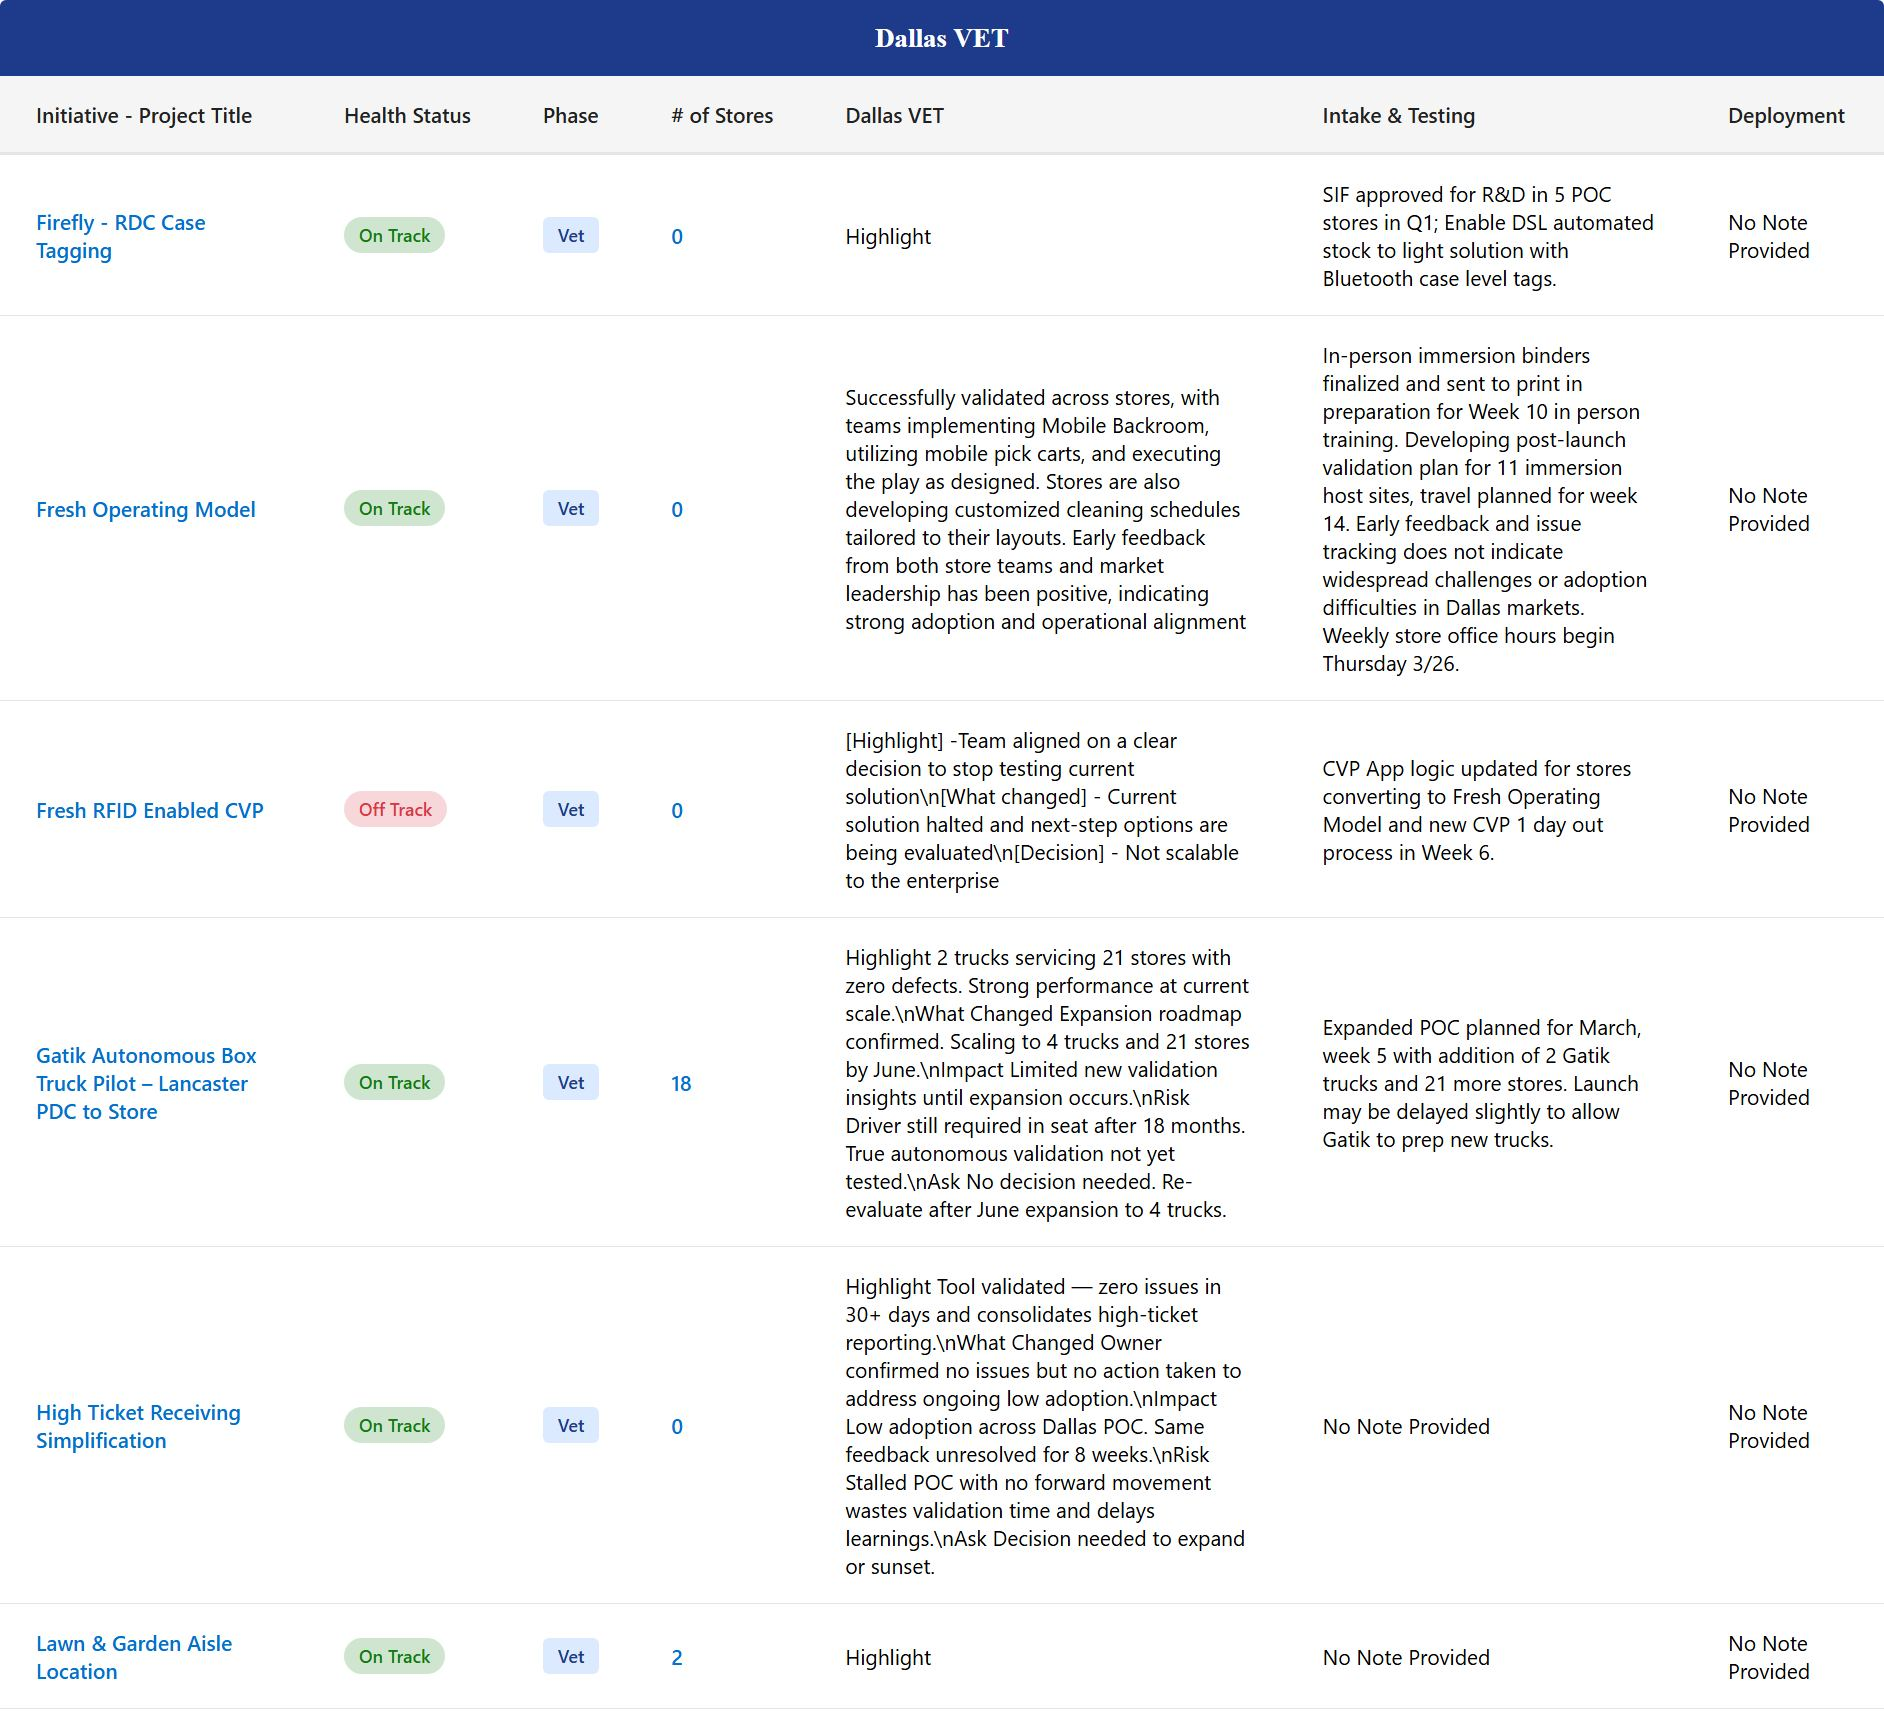 Dallas VET
Initiative - Project Title
Health Status
Phase
# of Stores
Dallas VET
Intake & Testing
Deployment
Firefly - RDC Case
Tagging
On Track
Vet
0
Highlight
SIF approved for R&D in 5 POC
stores in Q1; Enable DSL automated
stock to light solution with
Bluetooth case level tags.
No Note
Provided
Fresh Operating Model
On Track
Vet
0
Successfully validated across stores, with
teams implementing Mobile Backroom,
utilizing mobile pick carts, and executing
the play as designed. Stores are also
developing customized cleaning schedules
tailored to their layouts. Early feedback
from both store teams and market
leadership has been positive, indicating
strong adoption and operational alignment
In-person immersion binders
finalized and sent to print in
preparation for Week 10 in person
training. Developing post-launch
validation plan for 11 immersion
host sites, travel planned for week
14. Early feedback and issue
tracking does not indicate
widespread challenges or adoption
difficulties in Dallas markets.
Weekly store office hours begin
Thursday 3/26.
No Note
Provided
Fresh RFID Enabled CVP
Off Track
Vet
0
[Highlight] -Team aligned on a clear
decision to stop testing current
solution\n[What changed] - Current
solution halted and next-step options are
being evaluated\n[Decision] - Not scalable
to the enterprise
CVP App logic updated for stores
converting to Fresh Operating
Model and new CVP 1 day out
process in Week 6.
No Note
Provided
Gatik Autonomous Box
Truck Pilot – Lancaster
PDC to Store
On Track
Vet
18
Highlight 2 trucks servicing 21 stores with
zero defects. Strong performance at current
scale.\nWhat Changed Expansion roadmap
confirmed. Scaling to 4 trucks and 21 stores
by June.\nImpact Limited new validation
insights until expansion occurs.\nRisk
Driver still required in seat after 18 months.
True autonomous validation not yet
tested.\nAsk No decision needed. Re-
evaluate after June expansion to 4 trucks.
Expanded POC planned for March,
week 5 with addition of 2 Gatik
trucks and 21 more stores. Launch
may be delayed slightly to allow
Gatik to prep new trucks.
No Note
Provided
High Ticket Receiving
Simplification
On Track
Vet
0
Highlight Tool validated — zero issues in
30+ days and consolidates high-ticket
reporting.\nWhat Changed Owner
confirmed no issues but no action taken to
address ongoing low adoption.\nImpact
Low adoption across Dallas POC. Same
feedback unresolved for 8 weeks.\nRisk
Stalled POC with no forward movement
wastes validation time and delays
learnings.\nAsk Decision needed to expand
or sunset.
No Note Provided
No Note
Provided
Lawn & Garden Aisle
Location
On Track
Vet
2
Highlight
No Note Provided
No Note
Provided